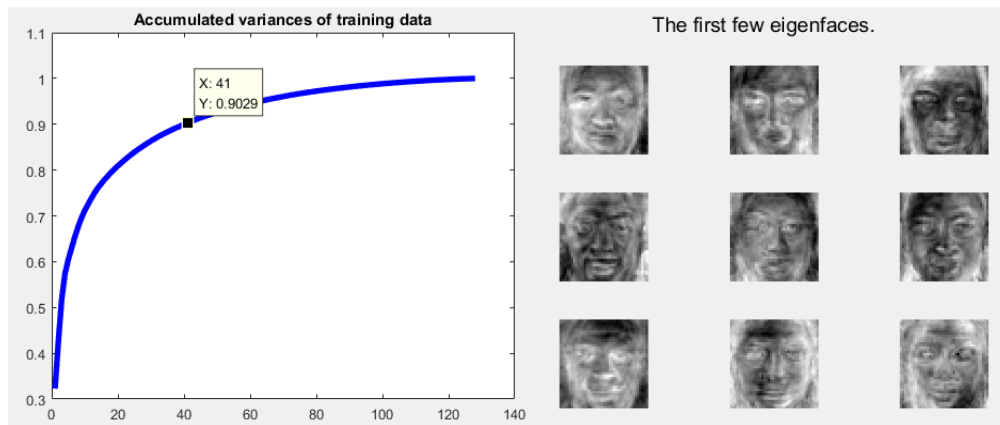 Accumulated variances of training data
1.1
1
0.9
0.8
0.7
0.6
0.5
0.4
0.3
X: 41
Y: 0.9029
0 20 40 60 80 100 120 140
The first few eigenfaces.